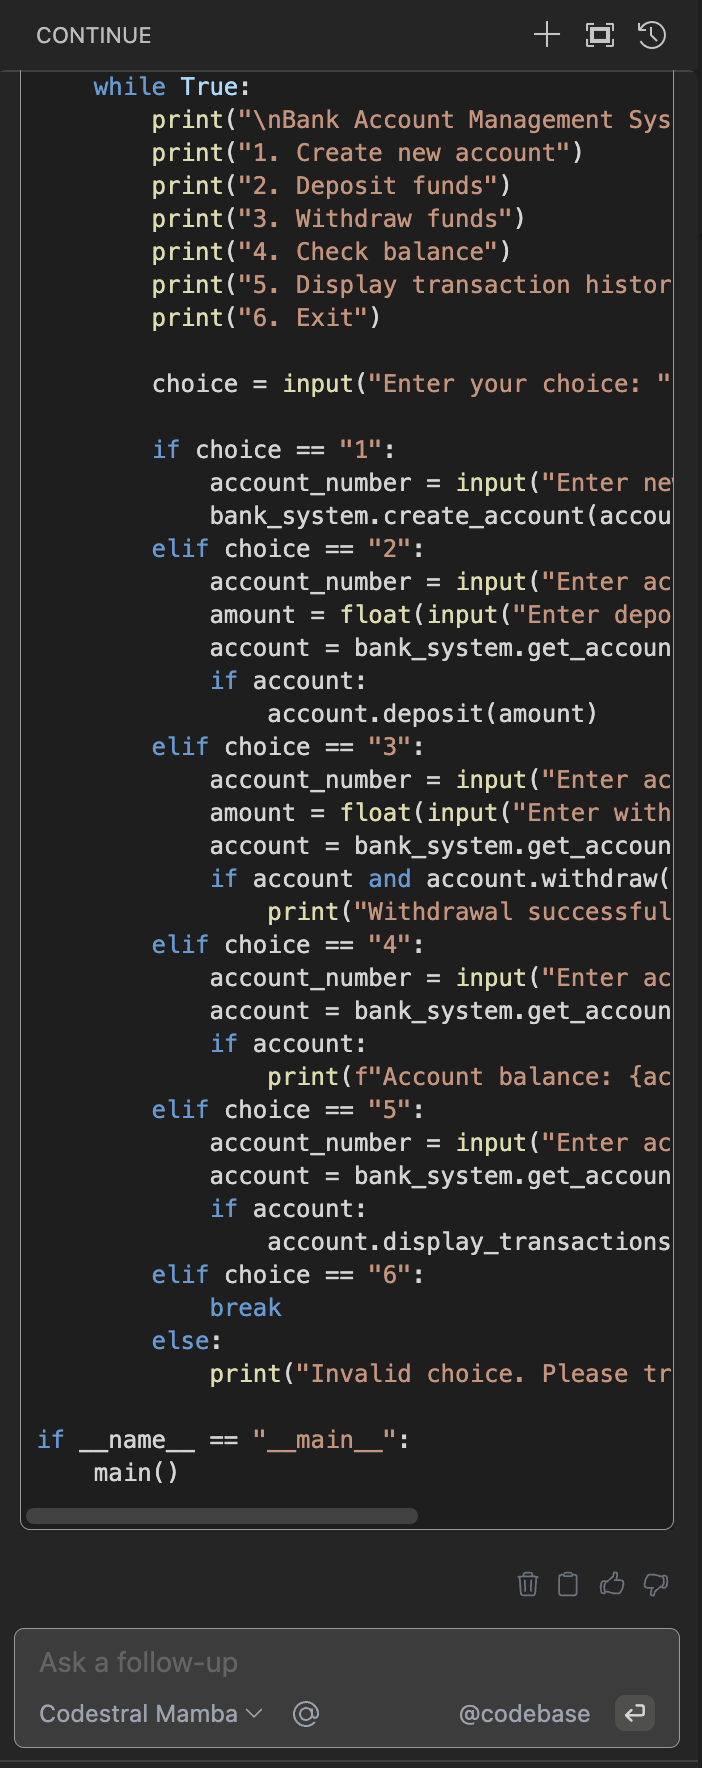 CONTINUE
while True:
print("\nBank Account Management Sys
print("1. Create new account")
print("2. Deposit funds")
print("3. Withdraw funds")
print("4. Check balance")
print("5. Display transaction histor
print("6. Exit")
choice = input("Enter your choice: "
if choice == "1":
account_number = input("Enter new
bank_system.create_account(accou
elif choice == "2":
account_number = input("Enter ac
amount = float(input("Enter depo
account = bank_system.get_accoun
if account:
account.deposit(amount)
elif choice == "3":
account_number = input("Enter ac
amount = float(input("Enter with
account = bank_system.get_accoun
if account and account.withdraw(
print("Withdrawal successful
elif choice == "4":
account_number = input("Enter ac
account = bank_system.get_accoun
if account:
print(f"Account balance: {ac
elif choice == "5":
account_number = input("Enter ac
account = bank_system.get_accoun
if account:
account.display_transactions
elif choice == "6":
break
else:
print("Invalid choice. Please tr
if __name__ == "__main__":
main()
Ask a follow-up
Codestral Mamba @codebase